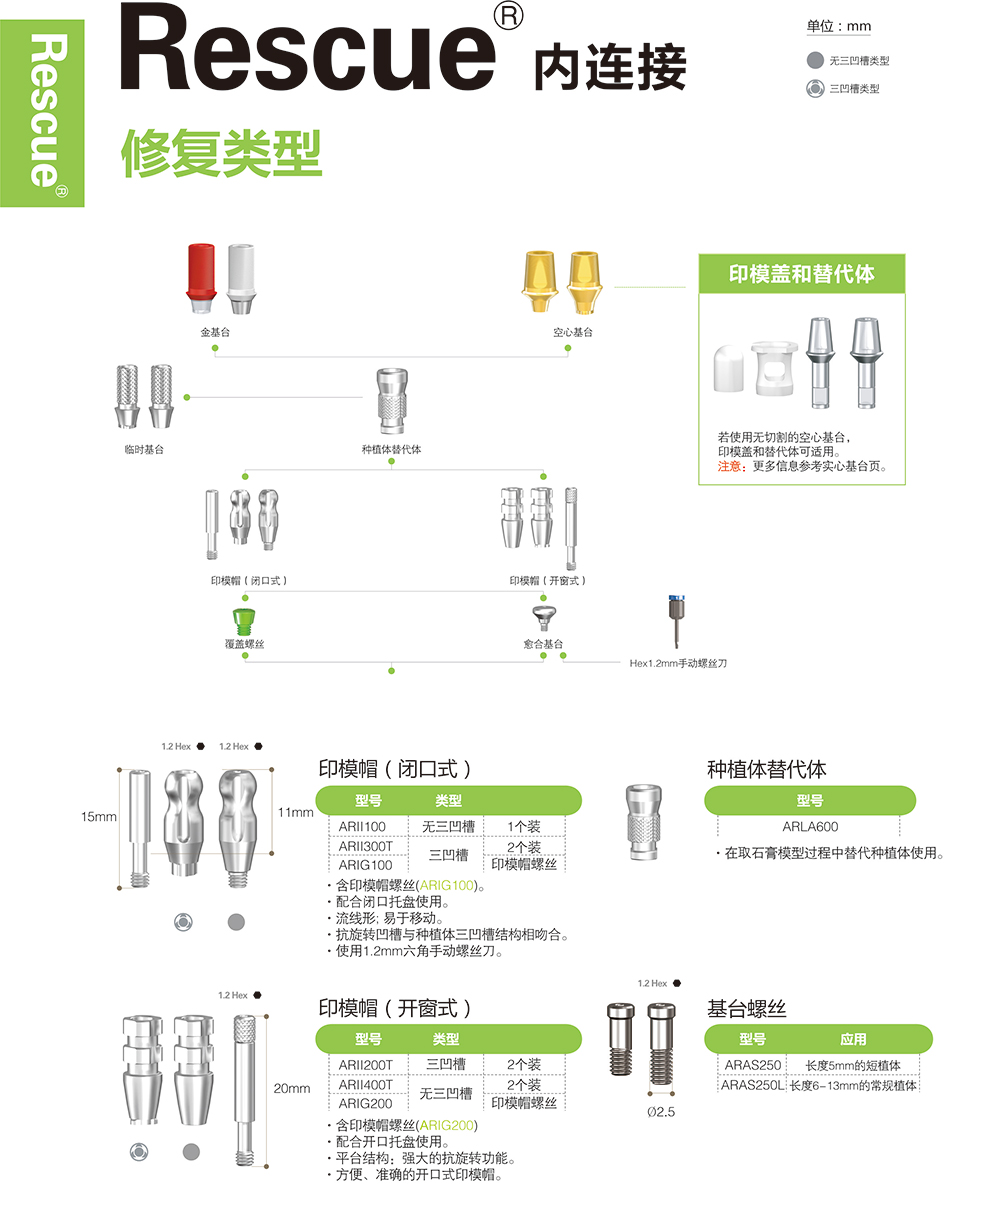 Rescue®
Rescue® 内连接
单位：mm
无三凹槽类型
三凹槽类型
修复类型
金基台
空心基台
印模盖和替代体
若使用无切割的空心基台，
印模盖和替代体可适用。
注意：更多信息参考实心基台页。
临时基台
种植体替代体
印模帽（闭口式）
印模帽（开窗式）
覆盖螺丝
愈合基台
Hex1.2mm手动螺丝刀
1.2 Hex
1.2 Hex
15mm
11mm
印模帽（闭口式）
型号 类型
ARII100 无三凹槽 1个装
ARII300T 三凹槽 2个装
ARIG100 印模帽螺丝
·含印模帽螺丝(ARIG100)。
·配合闭口托盘使用。
·流线形; 易于移动。
·抗旋转凹槽与种植体三凹槽结构相吻合。
·使用1.2mm六角手动螺丝刀。
种植体替代体
型号
ARLA600
·在取石膏模型过程中替代种植体使用。
1.2 Hex
20mm
印模帽（开窗式）
型号 类型
ARII200T 三凹槽 2个装
ARII400T 无三凹槽 2个装
ARIG200 印模帽螺丝
·含印模帽螺丝(ARIG200)
·配合开口托盘使用。
·平台结构；强大的抗旋转功能。
·方便、准确的开口式印模帽。
1.2 Hex
Ø2.5
基台螺丝
型号 应用
ARAS250 长度5mm的短植体
ARAS250L 长度6-13mm的常规植体